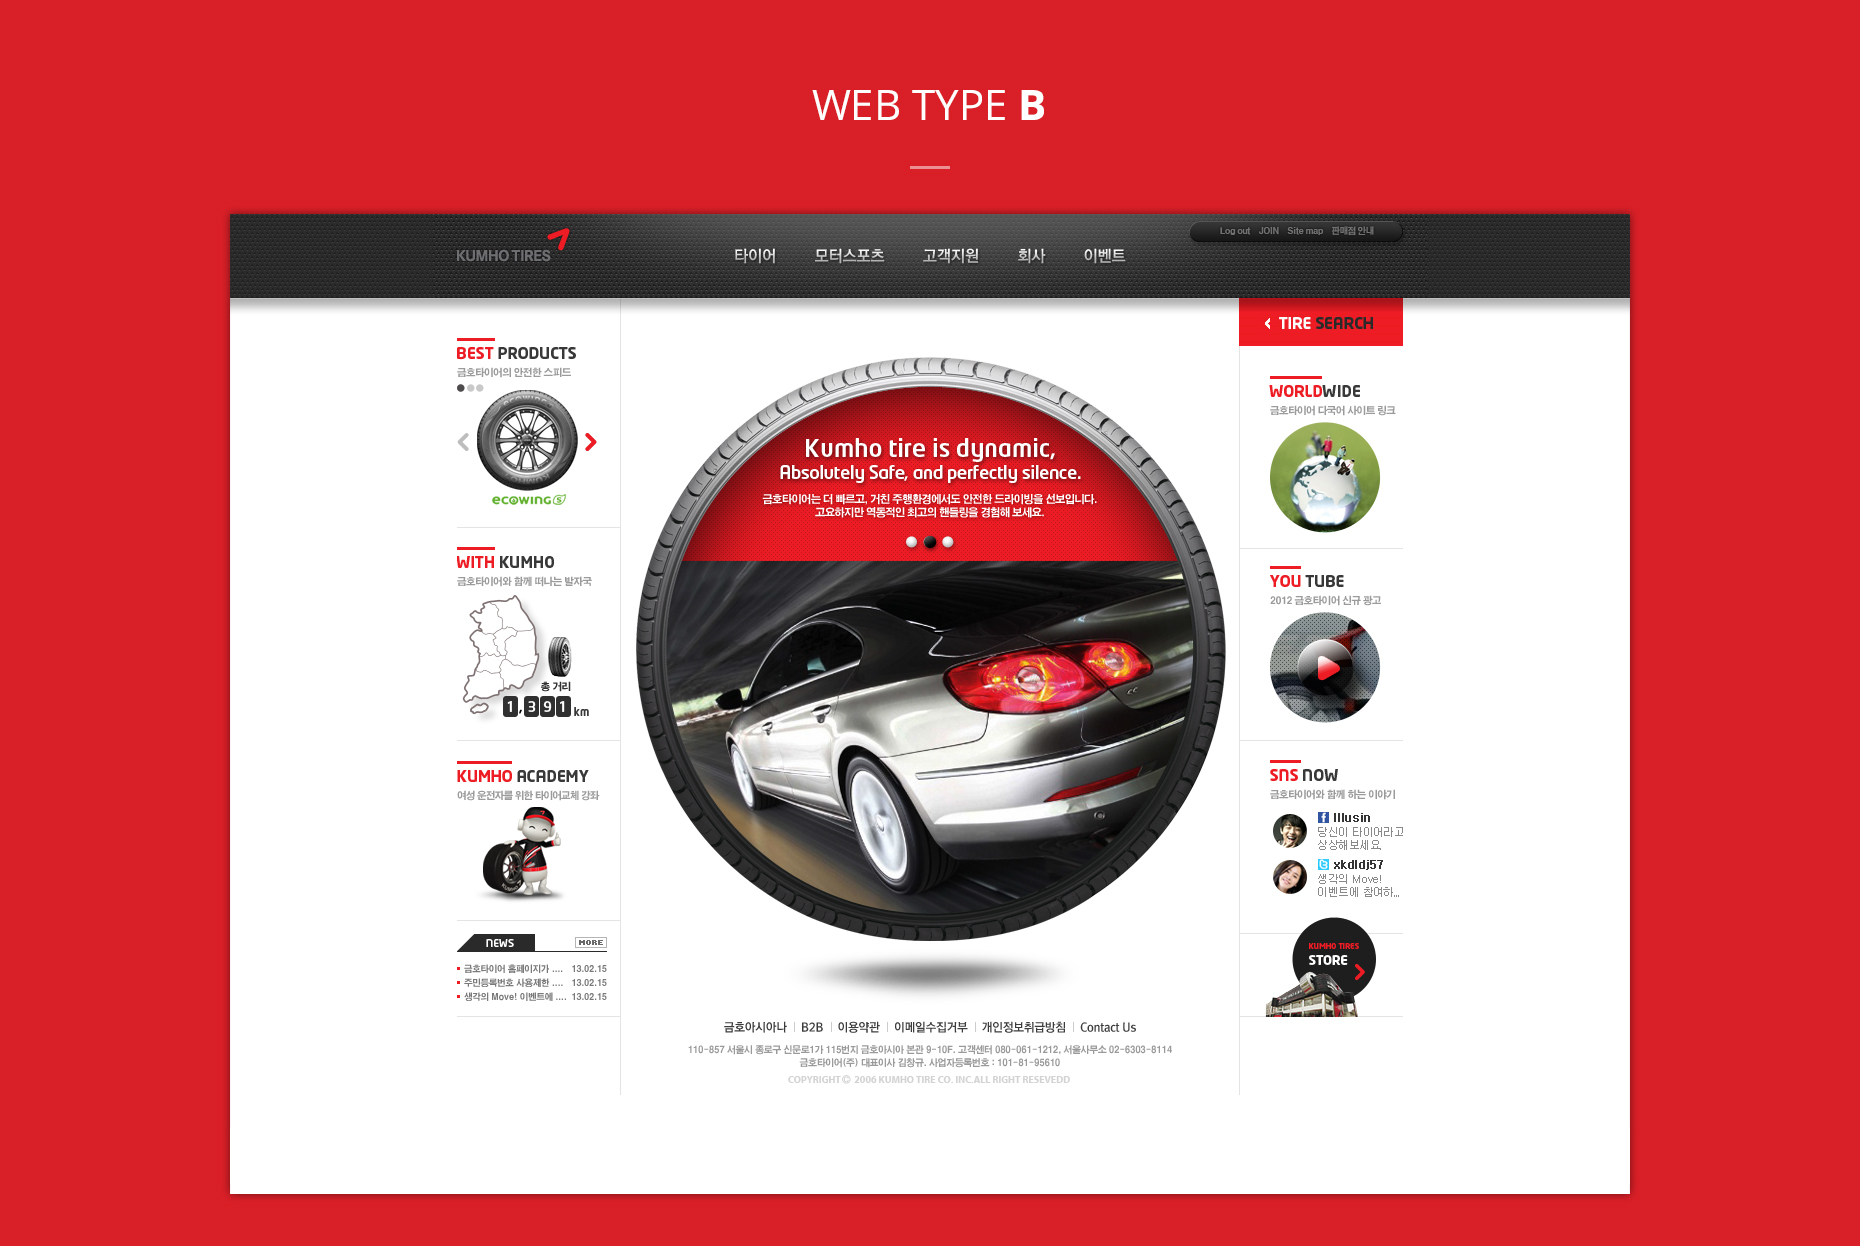 WEB TYPE B
KUMHO TIRES
타이어 모터스포츠 고객지원 회사 이벤트
Log out JOIN Site map 판매점 안내
BEST PRODUCTS
금호타이어의 안전한 스피드
ecowing S
WITH KUMHO
금호타이어와 함께 떠나는 발자국
총 거리
1,391 km
KUMHO ACADEMY
여성 운전자를 위한 타이어교체 강좌
NEWS MORE
금호타이어 홈페이지가 .... 13.02.15
주민등록번호 사용제한 .... 13.02.15
생각의 Move! 이벤트에 .... 13.02.15
Kumho tire is dynamic,
Absolutely Safe, and perfectly silence.
금호타이어는 더 빠르고, 거친 주행환경에서도 안전한 드라이빙을 선보입니다.
고요하지만 역동적인 최고의 핸들링을 경험해 보세요.
TIRE SEARCH
WORLDWIDE
금호타이어 다국어 사이트 링크
YOU TUBE
2012 금호타이어 신규 광고
SNS NOW
금호타이어와 함께 하는 이야기
Illusin
당신이 타이어라고
상상해보세요.
xkdldj57
생각의 Move!
이벤트에 참여하...
KUMHO TIRES
STORE
금호아시아나 B2B 이용약관 이메일수집거부 개인정보취급방침 Contact Us
110-857 서울시 종로구 신문로1가 115번지 금호아시아 본관 9-10F. 고객센터 080-061-1212, 서울사무소 02-6303-8114
금호타이어(주) 대표이사 김창규. 사업자등록번호 : 101-81-95610
COPYRIGHT © 2006 KUMHO TIRE CO. INC.ALL RIGHT RESEVEDD